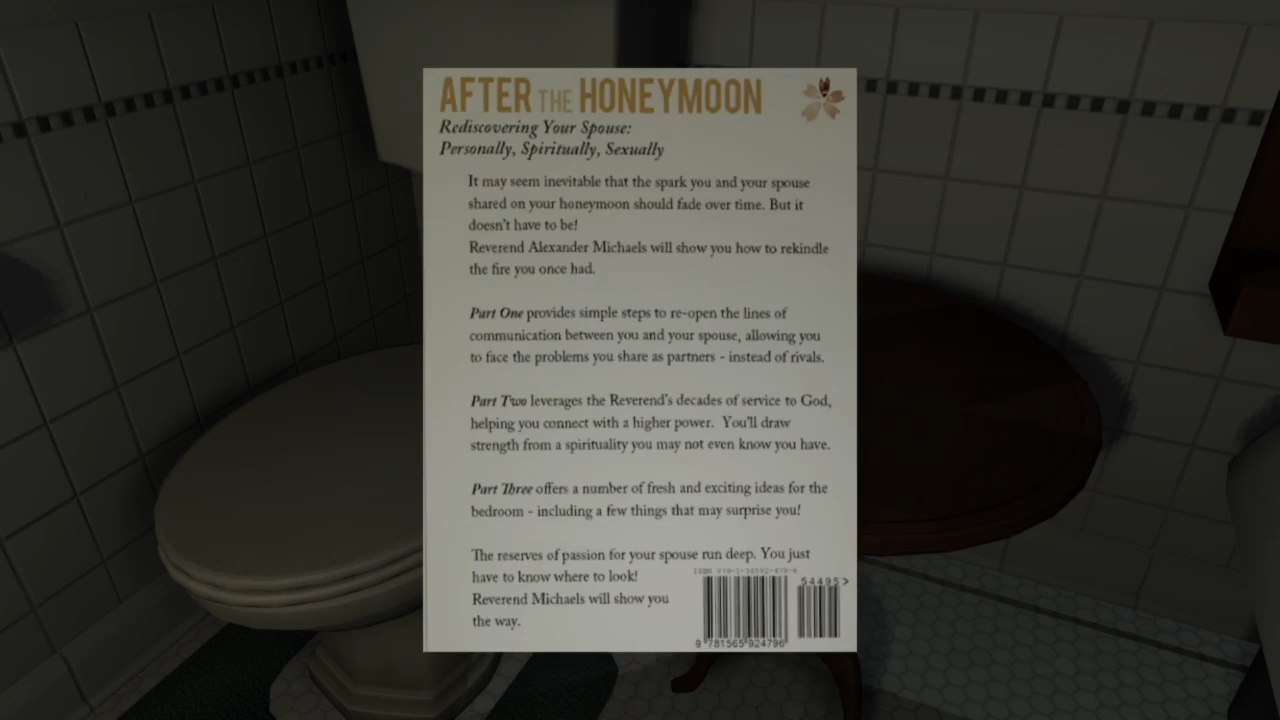 AFTER THE HONEYMOON
Rediscovering Your Spouse:
Personally, Spiritually, Sexually
It may seem inevitable that the spark you and your spouse
shared on your honeymoon should fade over time. But it
doesn't have to be!
Reverend Alexander Michaels will show you how to rekindle
the fire you once had.
Part One provides simple steps to re-open the lines of
communication between you and your spouse, allowing you
to face the problems you share as partners - instead of rivals.
Part Two leverages the Reverend's decades of service to God,
helping you connect with a higher power. You'll draw
strength from a spirituality you may not even know you have.
Part Three offers a number of fresh and exciting ideas for the
bedroom - including a few things that may surprise you!
The reserves of passion for your spouse run deep. You just
have to know where to look!
Reverend Michaels will show you
the way.
ISBN
54495>
9 781565 924796